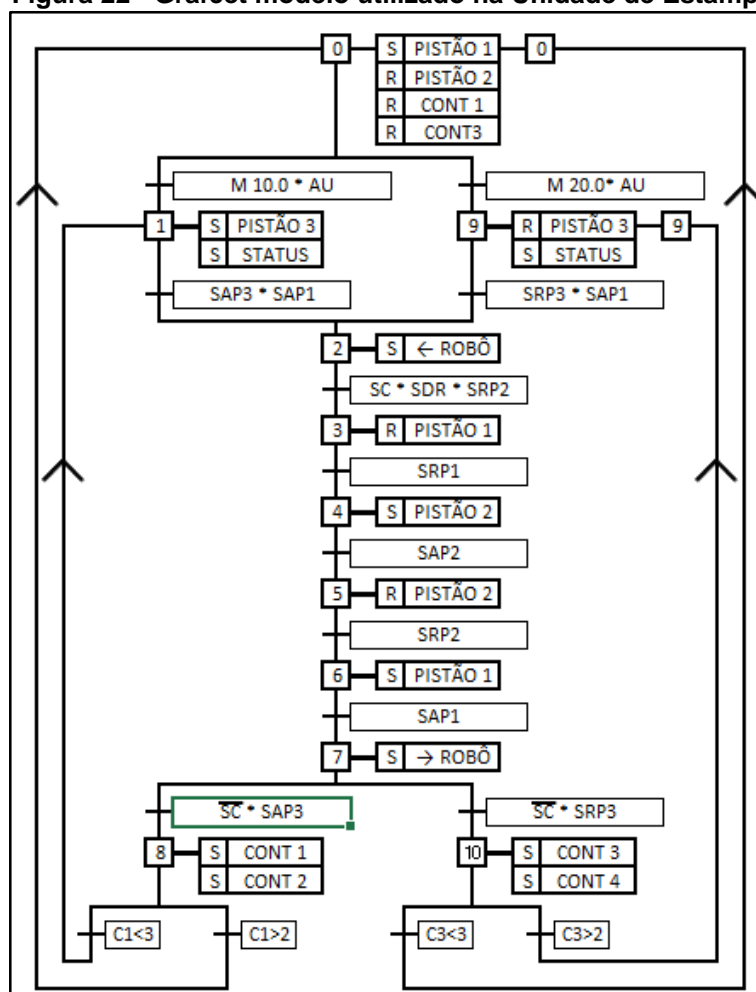 Figura 22 - Grafcet modelo utilizado na Unidade de Estamp
0 S PISTÃO 1 0
R PISTÃO 2
R CONT 1
R CONT3
M 10.0 * AU M 20.0* AU
1 S PISTÃO 3 9 R PISTÃO 3 9
S STATUS S STATUS
SAP3 * SAP1 SRP3 * SAP1
2 S ← ROBÔ
SC * SDR * SRP2
3 R PISTÃO 1
SRP1
4 S PISTÃO 2
SAP2
5 R PISTÃO 2
SRP2
6 S PISTÃO 1
SAP1
7 S → ROBÔ
S̅C̅ * SAP3 S̅C̅ * SRP3
8 S CONT 1 10 S CONT 3
S CONT 2 S CONT 4
C1<3 C1>2 C3<3 C3>2